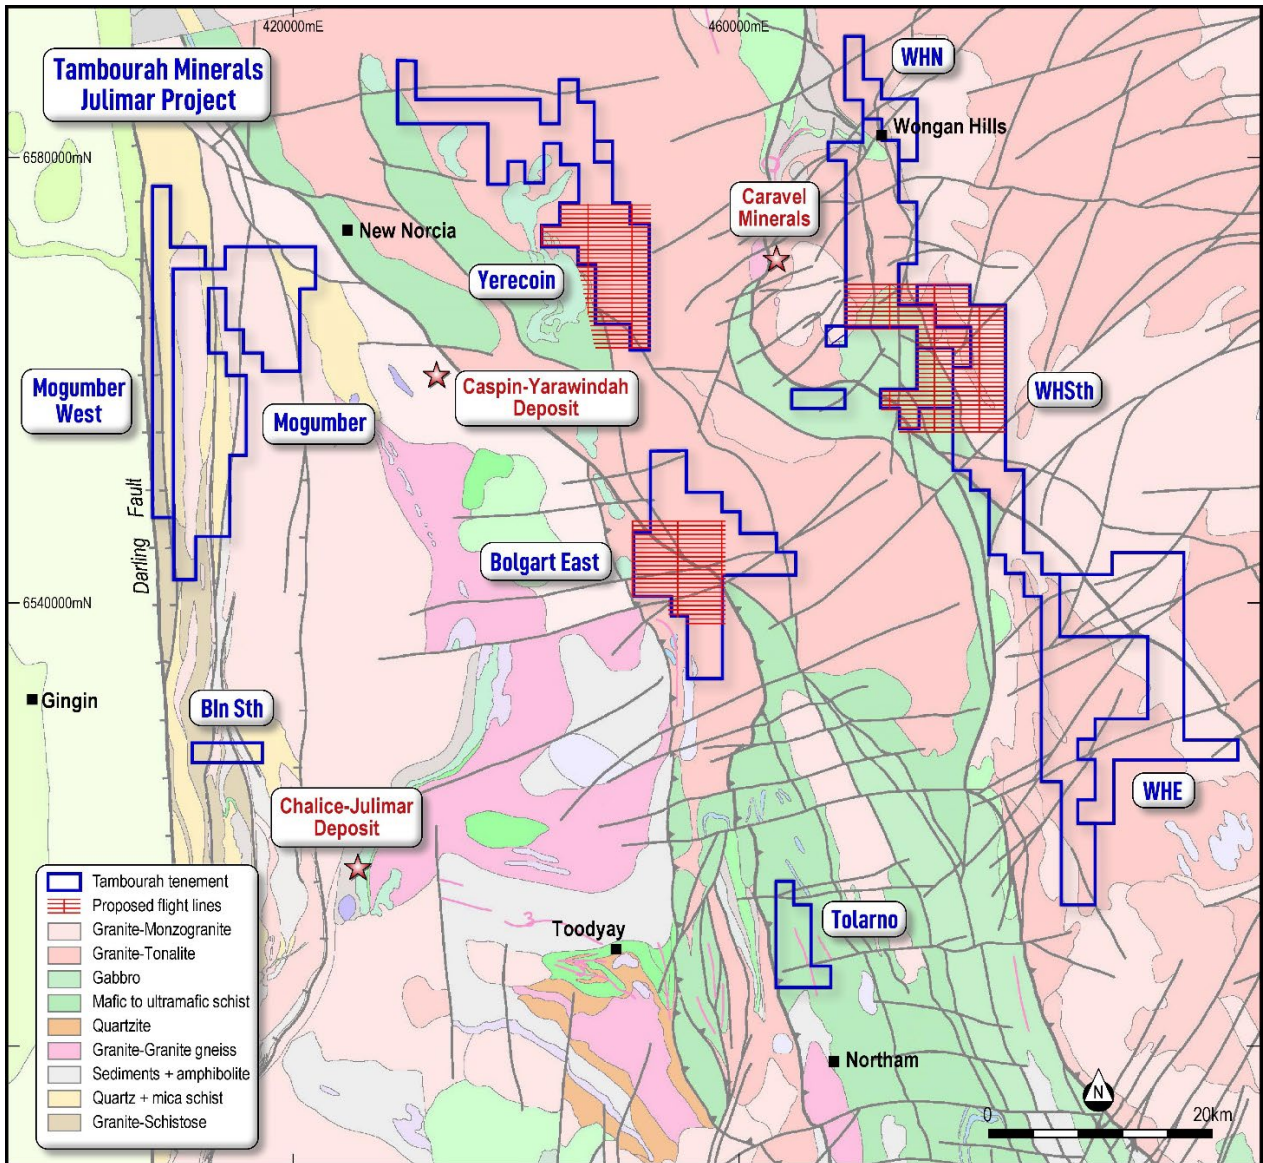 420000mE
460000mE
Tambourah Minerals
Julimar Project
WHN
Wongan Hills
6580000mN
Caravel
Minerals
New Norcia
Yerecoin
Mogumber
West
Mogumber
Caspin-Yarawindah
Deposit
WHSth
Darling Fault
Bolgart East
6540000mN
Gingin
Bln Sth
Chalice-Julimar
Deposit
WHE
Tolarno
Toodyay
Northam
Tambourah tenement
Proposed flight lines
Granite-Monzogranite
Granite-Tonalite
Gabbro
Mafic to ultramafic schist
Quartzite
Granite-Granite gneiss
Sediments + amphibolite
Quartz + mica schist
Granite-Schistose
N
0
20km